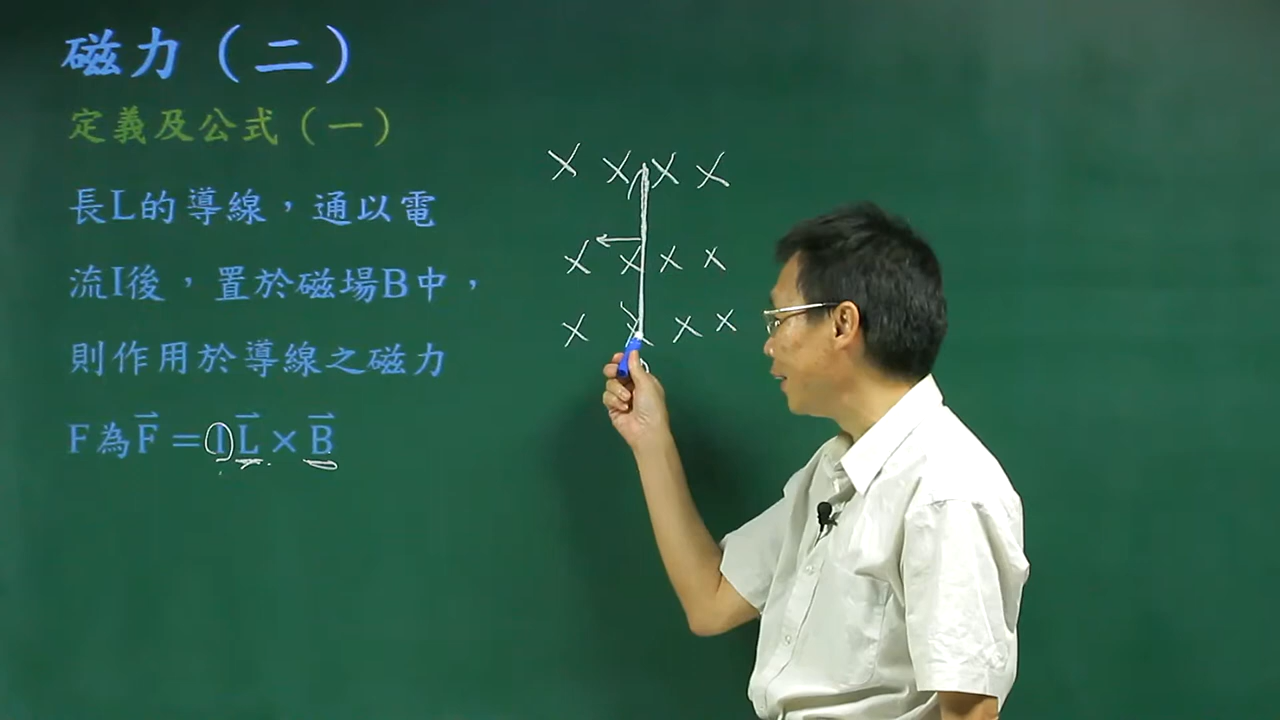 磁力（二）
定義及公式（一）
長L的導線，通以電
流I後，置於磁場B中，
則作用於導線之磁力
F為F⃗＝IL⃗×B⃗
× × × ×
× × × ×
× × × ×